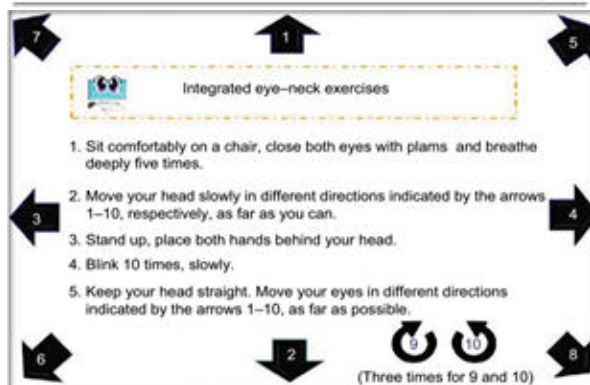 7
1
5
Integrated eye–neck exercises
1. Sit comfortably on a chair, close both eyes with plams and breathe
deeply five times.
2. Move your head slowly in different directions indicated by the arrows
1–10, respectively, as far as you can.
3
4
3. Stand up, place both hands behind your head.
4. Blink 10 times, slowly.
5. Keep your head straight. Move your eyes in different directions
indicated by the arrows 1–10, as far as possible.
6
2
9
10
8
(Three times for 9 and 10)